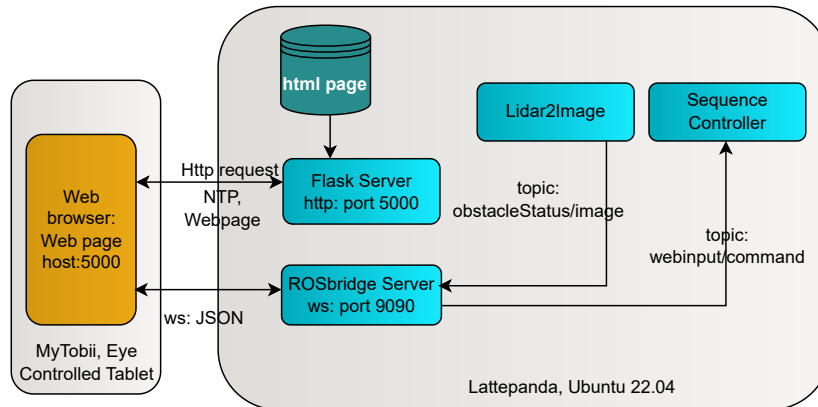 html page
Lidar2Image
Sequence
Controller
Http request
NTP,
Webpage
Flask Server
http: port 5000
topic:
obstacleStatus/image
Web
browser:
Web page
host:5000
topic:
webinput/command
ROSbridge Server
ws: port 9090
ws: JSON
MyTobii, Eye
Controlled Tablet
Lattepanda, Ubuntu 22.04